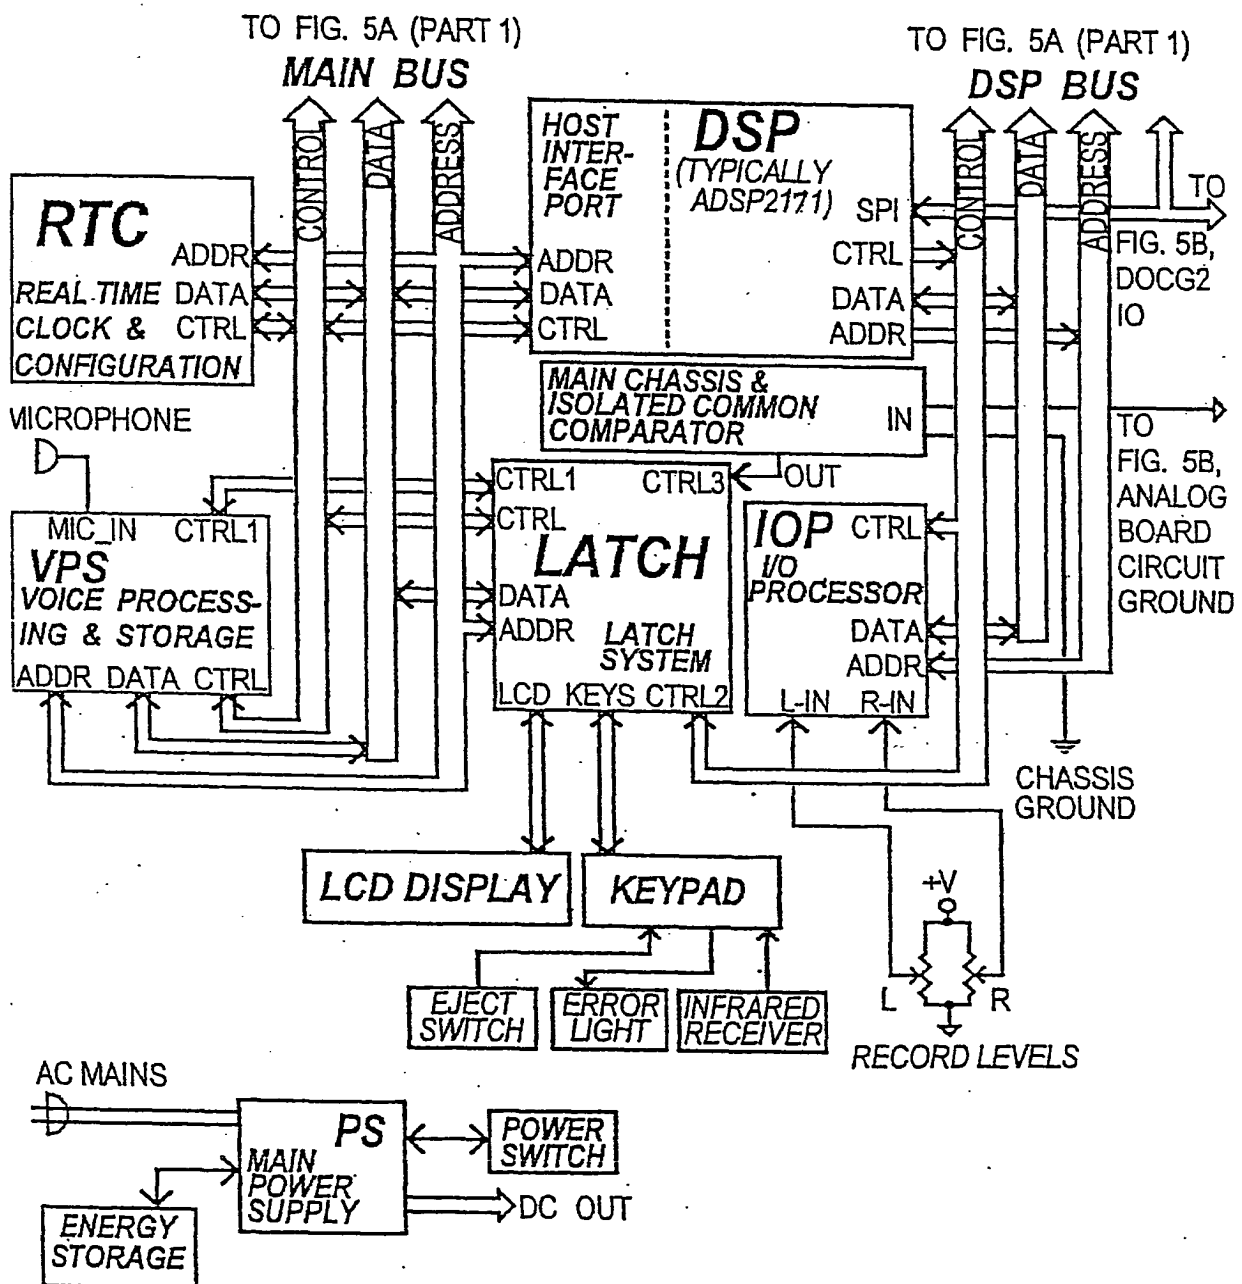 TO FIG. 5A (PART 1)
MAIN BUS
TO FIG. 5A (PART 1)
DSP BUS
CONTROL
DATA
ADDRESS
HOST
INTER-
FACE
PORT
DSP
(TYPICALLY
ADSP2171)
SPI
CTRL
DATA
ADDR
ADDR
DATA
CTRL
CONTROL
DATA
ADDRESS
TO
FIG. 5B,
DOCG2
IO
RTC
ADDR
REAL TIME DATA
CLOCK & CTRL
CONFIGURATION
MAIN CHASSIS &
ISOLATED COMMON
COMPARATOR
IN
OUT
TO
FIG. 5B,
ANALOG
BOARD
CIRCUIT
GROUND
MICROPHONE
MIC_IN CTRL1
VPS
VOICE PROCESS-
ING & STORAGE
ADDR DATA CTRL
CTRL1 CTRL3
CTRL
LATCH
DATA
ADDR
LATCH
SYSTEM
LCD KEYS CTRL2
IOP CTRL
I/O
PROCESSOR
DATA
ADDR
L-IN R-IN
CHASSIS
GROUND
LCD DISPLAY
KEYPAD
EJECT
SWITCH
ERROR
LIGHT
INFRARED
RECEIVER
+V
L R
RECORD LEVELS
AC MAINS
PS
MAIN
POWER
SUPPLY
POWER
SWITCH
DC OUT
ENERGY
STORAGE